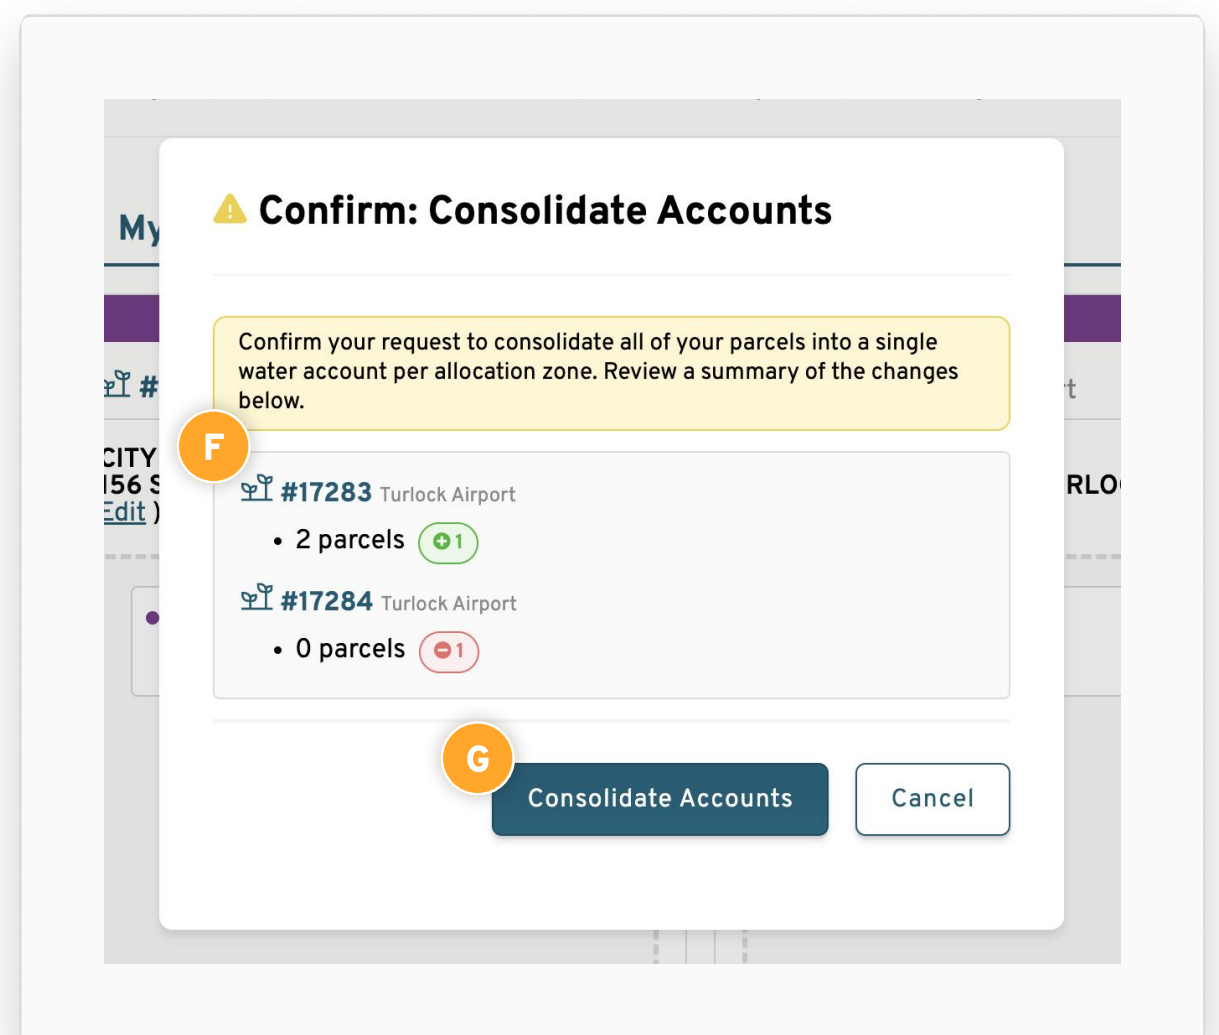 Confirm: Consolidate Accounts
My
Confirm your request to consolidate all of your parcels into a single
water account per allocation zone. Review a summary of the changes
below.
#
F
CITY
156 S
Edit )
#17283 Turlock Airport
2 parcels 1
#17284 Turlock Airport
0 parcels 1
G
Consolidate Accounts
Cancel